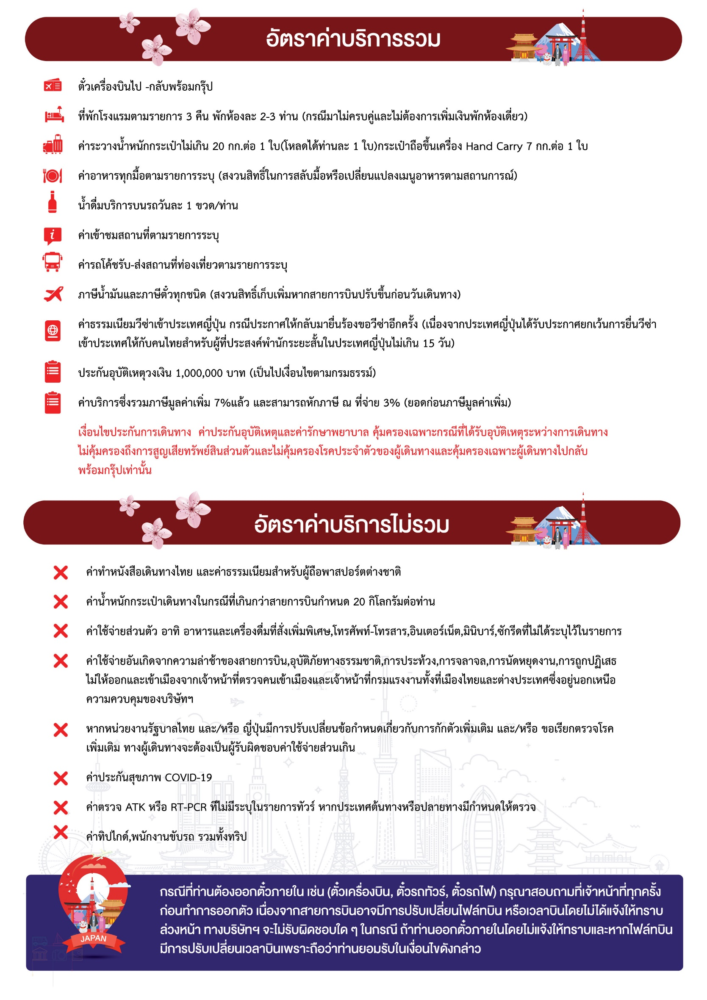 อัตราค่าบริการรวม
ตั๋วเครื่องบินไป -กลับพร้อมกรุ๊ป
ที่พักโรงแรมตามรายการ 3 คืน พักห้องละ 2-3 ท่าน (กรณีมาไม่ครบคู่และไม่ต้องการเพิ่มเงินพักห้องเดี่ยว)
ค่าระวางน้ำหนักกระเป๋าไม่เกิน 20 กก.ต่อ 1 ใบ(โหลดได้ท่านละ 1 ใบ)กระเป๋าถือขึ้นเครื่อง Hand Carry 7 กก.ต่อ 1 ใบ
ค่าอาหารทุกมื้อตามรายการระบุ (สงวนสิทธิ์ในการสลับมื้อหรือเปลี่ยนแปลงเมนูอาหารตามสถานการณ์)
น้ำดื่มบริการบนรถวันละ 1 ขวด/ท่าน
ค่าเข้าชมสถานที่ตามรายการระบุ
ค่ารถโค้ชรับ-ส่งสถานที่ท่องเที่ยวตามรายการระบุ
ภาษีน้ำมันและภาษีตั๋วทุกชนิด (สงวนสิทธิ์เก็บเพิ่มหากสายการบินปรับขึ้นก่อนวันเดินทาง)
ค่าธรรมเนียมวีซ่าเข้าประเทศญี่ปุ่น กรณีประกาศให้กลับมายื่นร้องขอวีซ่าอีกครั้ง (เนื่องจากประเทศญี่ปุ่นได้รับประกาศยกเว้นการยื่นวีซ่า
เข้าประเทศให้กับคนไทยสำหรับผู้ที่ประสงค์พำนักระยะสั้นในประเทศญี่ปุ่นไม่เกิน 15 วัน)
ประกันอุบัติเหตุวงเงิน 1,000,000 บาท (เป็นไปเงื่อนไขตามกรมธรรม์)
ค่าบริการซึ่งรวมภาษีมูลค่าเพิ่ม 7%แล้ว และสามารถหักภาษี ณ ที่จ่าย 3% (ยอดก่อนภาษีมูลค่าเพิ่ม)
เงื่อนไขประกันการเดินทาง ค่าประกันอุบัติเหตุและค่ารักษาพยาบาล คุ้มครองเฉพาะกรณีที่ได้รับอุบัติเหตุระหว่างการเดินทาง
ไม่คุ้มครองถึงการสูญเสียทรัพย์สินส่วนตัวและไม่คุ้มครองโรคประจำตัวของผู้เดินทางและคุ้มครองเฉพาะผู้เดินทางไปกลับ
พร้อมกรุ๊ปเท่านั้น
อัตราค่าบริการไม่รวม
ค่าทำหนังสือเดินทางไทย และค่าธรรมเนียมสำหรับผู้ถือพาสปอร์ตต่างชาติ
ค่าน้ำหนักกระเป๋าเดินทางในกรณีที่เกินกว่าสายการบินกำหนด 20 กิโลกรัมต่อท่าน
ค่าใช้จ่ายส่วนตัว อาทิ อาหารและเครื่องดื่มที่สั่งเพิ่มพิเศษ,โทรศัพท์-โทรสาร,อินเตอร์เน็ต,มินิบาร์,ซักรีดที่ไม่ได้ระบุไว้ในรายการ
ค่าใช้จ่ายอันเกิดจากความล่าช้าของสายการบิน,อุบัติภัยทางธรรมชาติ,การประท้วง,การจลาจล,การนัดหยุดงาน,การถูกปฏิเสธ
ไม่ให้ออกและเข้าเมืองจากเจ้าหน้าที่ตรวจคนเข้าเมืองและเจ้าหน้าที่กรมแรงงานทั้งที่เมืองไทยและต่างประเทศซึ่งอยู่นอกเหนือ
ความควบคุมของบริษัทฯ
หากหน่วยงานรัฐบาลไทย และ/หรือ ญี่ปุ่นมีการปรับเปลี่ยนข้อกำหนดเกี่ยวกับการกักตัวเพิ่มเติม และ/หรือ ขอเรียกตรวจโรค
เพิ่มเติม ทางผู้เดินทางจะต้องเป็นผู้รับผิดชอบค่าใช้จ่ายส่วนเกิน
ค่าประกันสุขภาพ COVID-19
ค่าตรวจ ATK หรือ RT-PCR ที่ไม่มีระบุในรายการทัวร์ หากประเทศต้นทางหรือปลายทางมีกำหนดให้ตรวจ
ค่าทิปไกด์,พนักงานขับรถ รวมทั้งทริป
กรณีที่ท่านต้องออกตั๋วภายใน เช่น (ตั๋วเครื่องบิน, ตั๋วรถทัวร์, ตั๋วรถไฟ) กรุณาสอบถามที่เจ้าหน้าที่ทุกครั้ง
ก่อนทำการออกตัว เนื่องจากสายการบินอาจมีการปรับเปลี่ยนไฟล์ทบิน หรือเวลาบินโดยไม่ได้แจ้งให้ทราบ
ล่วงหน้า ทางบริษัทฯ จะไม่รับผิดชอบใด ๆ ในกรณี ถ้าท่านออกตั๋วภายในโดยไม่แจ้งให้ทราบและหากไฟล์ทบิน
มีการปรับเปลี่ยนเวลาบินเพราะถือว่าท่านยอมรับในเงื่อนไขดังกล่าว
JAPAN